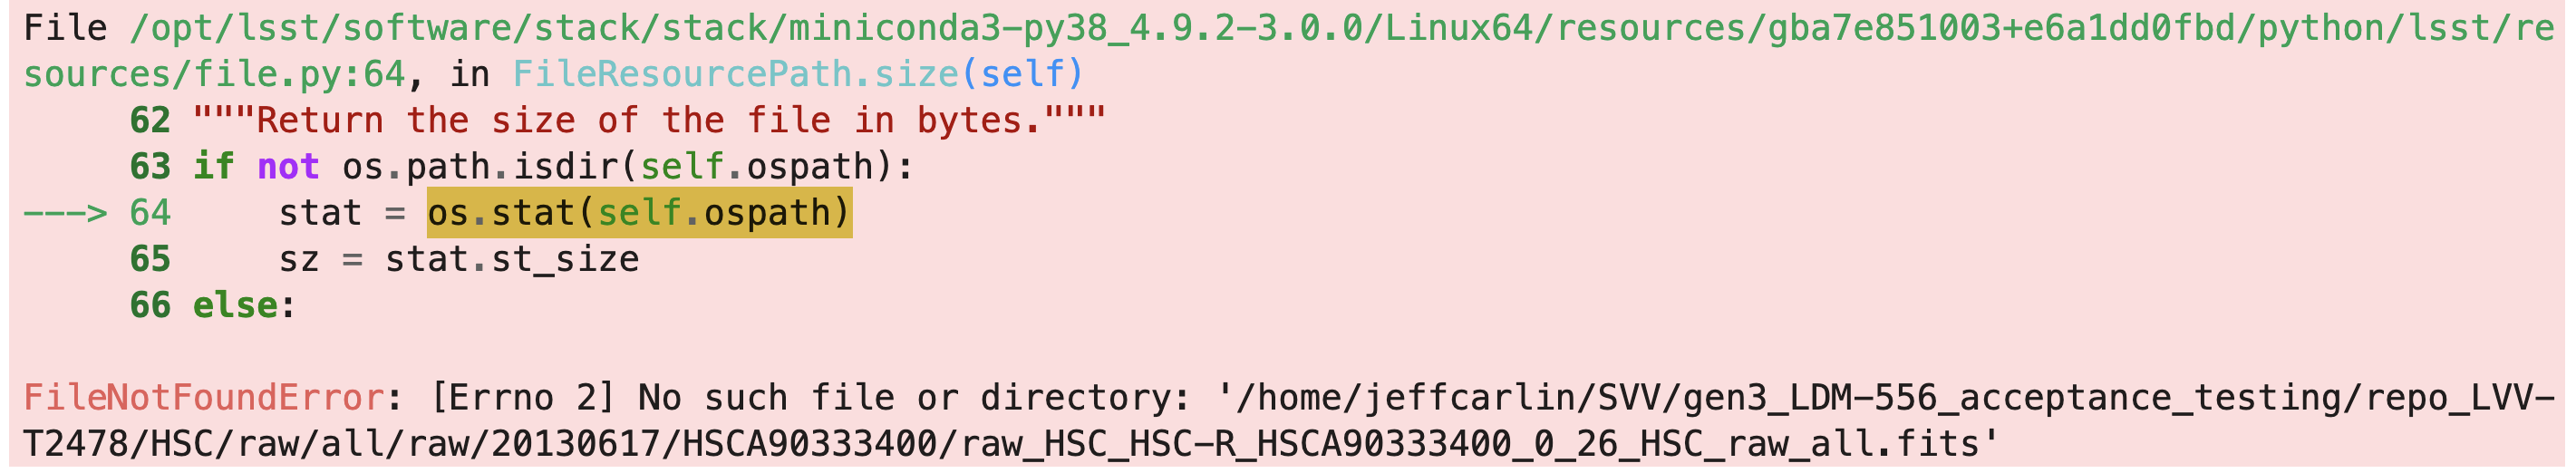 File /opt/lsst/software/stack/stack/miniconda3-py38_4.9.2-3.0.0/Linux64/resources/gba7e851003+e6a1dd0fbd/python/lsst/re
sources/file.py:64, in FileResourcePath.size(self)
     62 """Return the size of the file in bytes."""
     63 if not os.path.isdir(self.ospath):
---> 64     stat = os.stat(self.ospath)
     65     sz = stat.st_size
     66 else:

FileNotFoundError: [Errno 2] No such file or directory: '/home/jeffcarlin/SVV/gen3_LDM-556_acceptance_testing/repo_LVV-
T2478/HSC/raw/all/raw/20130617/HSCA90333400/raw_HSC_HSC-R_HSCA90333400_0_26_HSC_raw_all.fits'